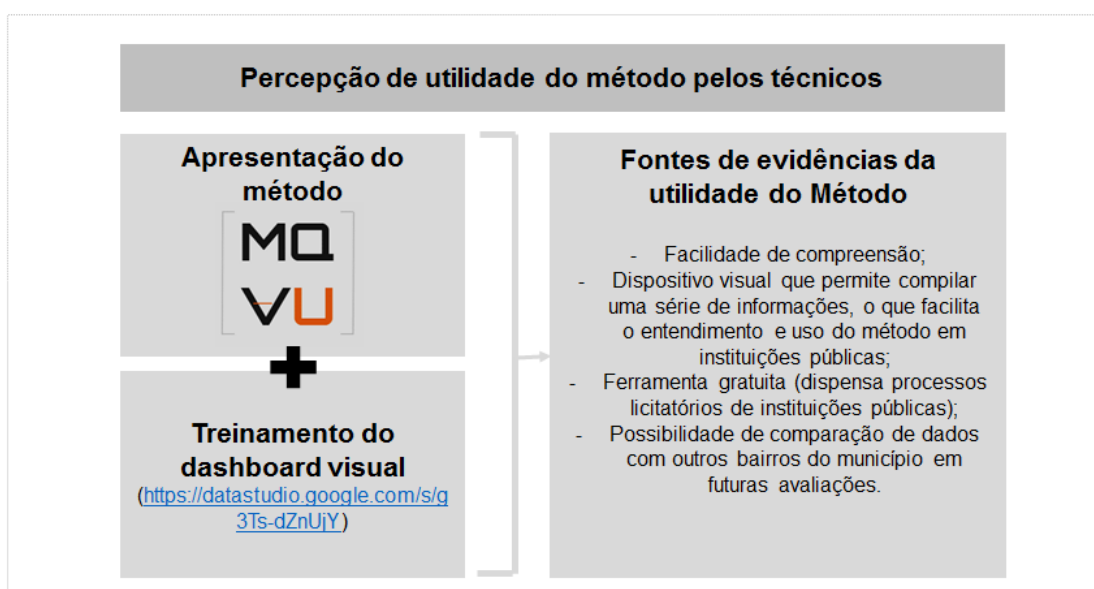 Percepção de utilidade do método pelos técnicos
Apresentação do
método
MQ
VU
Treinamento do
dashboard visual
(https://datastudio.google.com/s/g
3Ts-dZnUjY)
Fontes de evidências da
utilidade do Método
- Facilidade de compreensão;
- Dispositivo visual que permite compilar
uma série de informações, o que facilita
o entendimento e uso do método em
instituições públicas;
- Ferramenta gratuita (dispensa processos
licitatórios de instituições públicas);
- Possibilidade de comparação de dados
com outros bairros do município em
futuras avaliações.